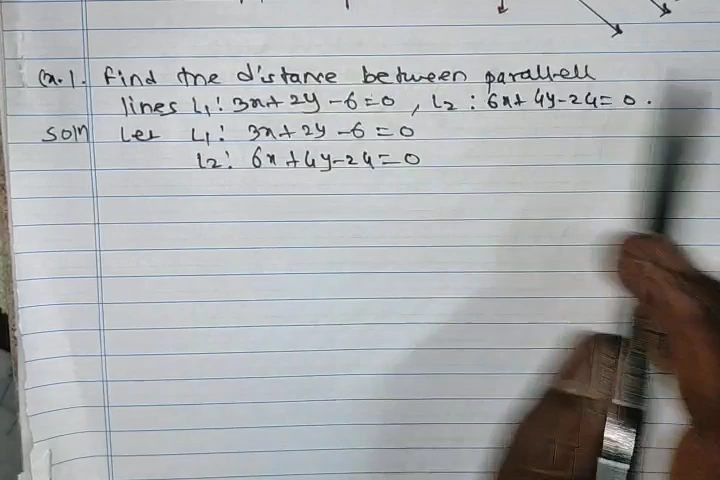 Q.1. Find the distance between parallell
lines L1: 3x+2y-6=0, L2: 6x+4y-24=0.
Soln Let L1: 3x+2y-6=0
L2: 6x+4y-24=0